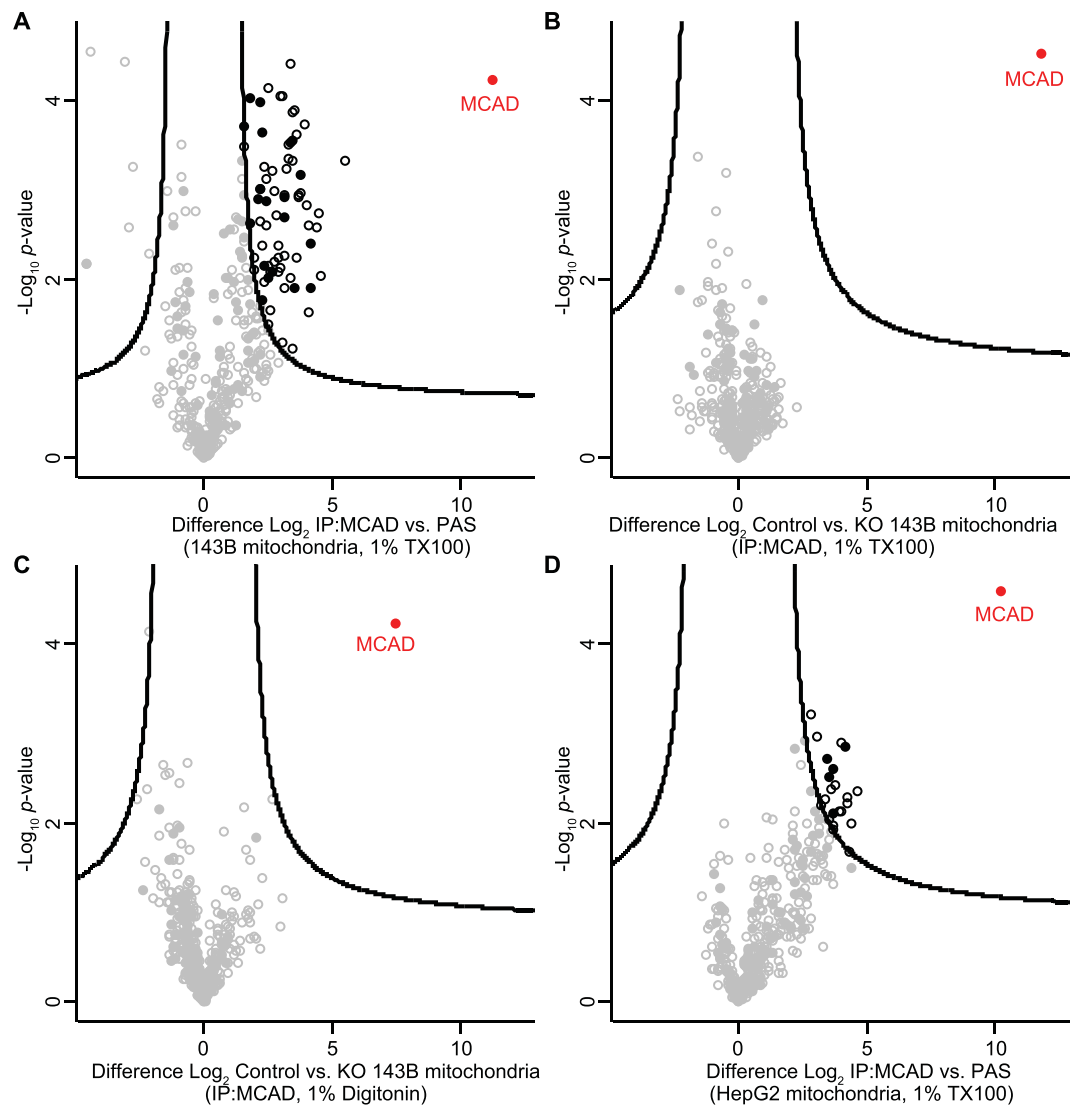 A
4
2
0
-Log10 p-value
MCAD
0 5 10
Difference Log2 IP:MCAD vs. PAS
(143B mitochondria, 1% TX100)
B
4
2
0
-Log10 p-value
MCAD
0 5 10
Difference Log2 Control vs. KO 143B mitochondria
(IP:MCAD, 1% TX100)
C
4
2
0
-Log10 p-value
MCAD
0 5 10
Difference Log2 Control vs. KO 143B mitochondria
(IP:MCAD, 1% Digitonin)
D
4
2
0
-Log10 p-value
MCAD
0 5 10
Difference Log2 IP:MCAD vs. PAS
(HepG2 mitochondria, 1% TX100)